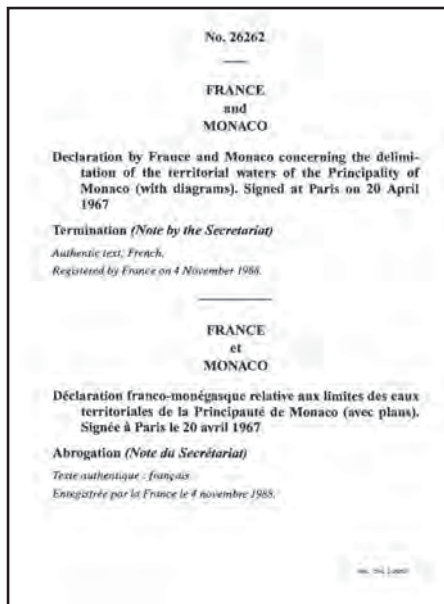 No. 26262
FRANCE
and
MONACO
Declaration by France and Monaco concerning the delimi-
tation of the territorial waters of the Principality of
Monaco (with diagrams). Signed at Paris on 20 April
1967
Termination (Note by the Secretariat)
Authentic text: French.
Registered by France on 4 November 1988.
FRANCE
et
MONACO
Déclaration franco-monégasque relative aux limites des eaux
territoriales de la Principauté de Monaco (avec plans).
Signée à Paris le 20 avril 1967
Abrogation (Note du Secrétariat)
Texte authentique : français.
Enregistrée par la France le 4 novembre 1988.